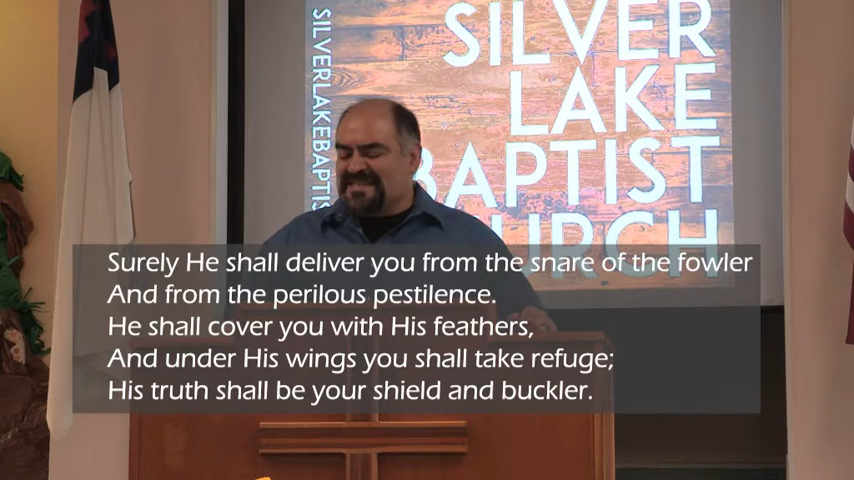 SILVERLAKEBAPTIS
SILVER
LAKE
BAPTIST
URCH
Surely He shall deliver you from the snare of the fowler
And from the perilous pestilence.
He shall cover you with His feathers,
And under His wings you shall take refuge;
His truth shall be your shield and buckler.